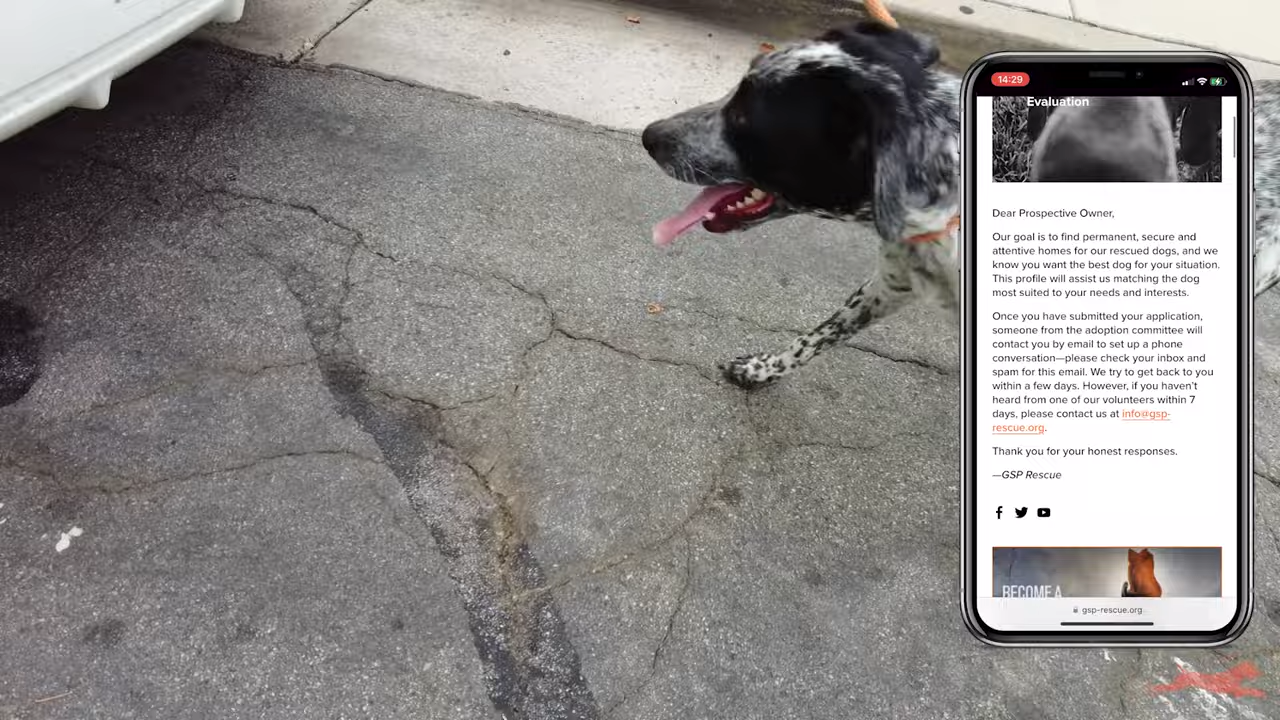 14:29
Evaluation
Dear Prospective Owner,
Our goal is to find permanent, secure and
attentive homes for our rescued dogs, and we
know you want the best dog for your situation.
This profile will assist us matching the dog
most suited to your needs and interests.
Once you have submitted your application,
someone from the adoption committee will
contact you by email to set up a phone
conversation—please check your inbox and
spam for this email. We try to get back to you
within a few days. However, if you haven't
heard from one of our volunteers within 7
days, please contact us at info@gsp-
rescue.org.
Thank you for your honest responses.
—GSP Rescue
BECOME A
gsp-rescue.org